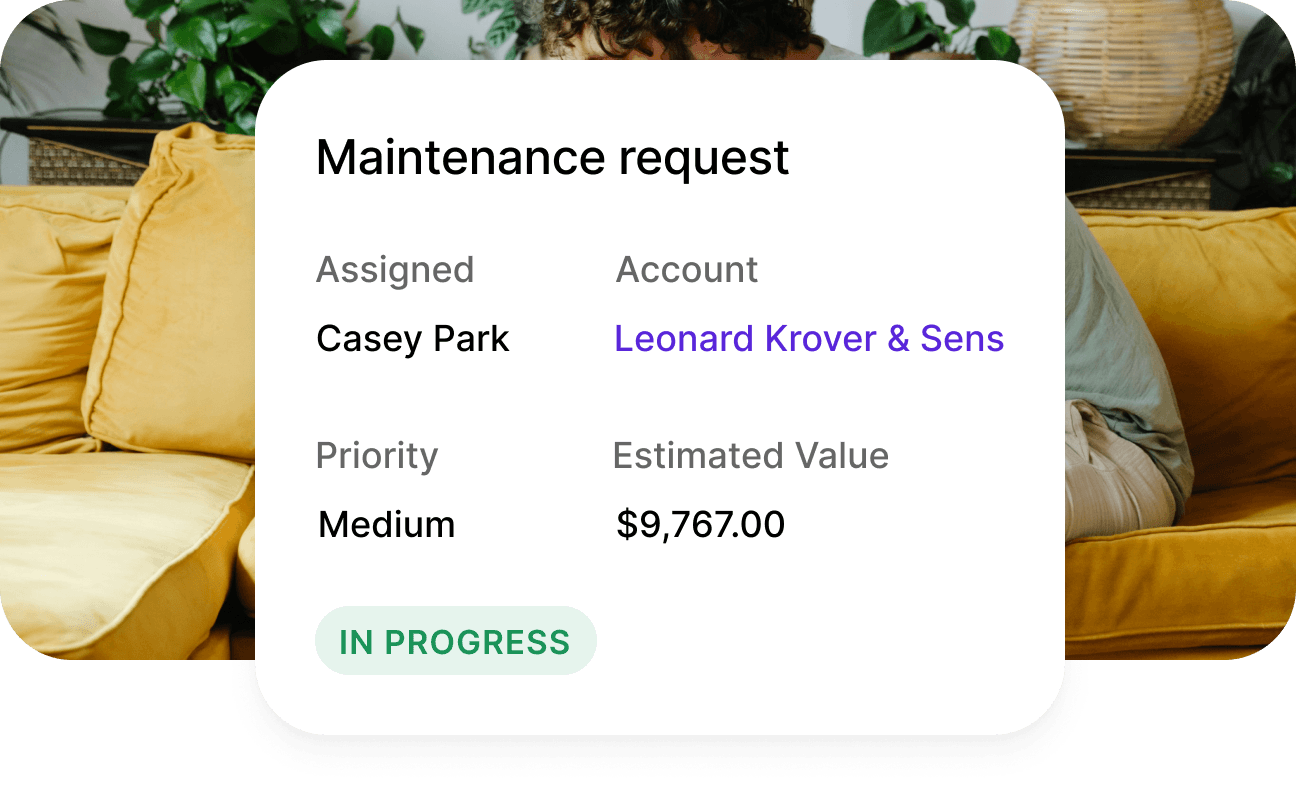 Maintenance request
Assigned
Account
Casey Park
Leonard Krover & Sens
Priority
Estimated Value
Medium
$9,767.00
IN PROGRESS